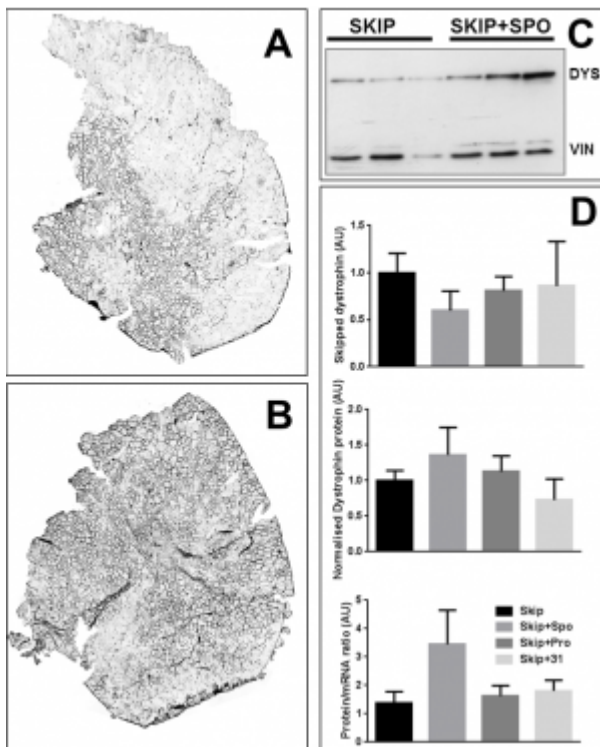 A
SKIP SKIP+SPO C
DYS
VIN
B
D
Skipped dystrophin (AU)
1.5
1.0
0.5
0.0
Normalised Dystrophin protein (AU)
2.0
1.5
1.0
0.5
0.0
Protein/mRNA ratio (AU)
5
4
3
2
1
0
Skip
Skip+Spo
Skip+Pro
Skip+31